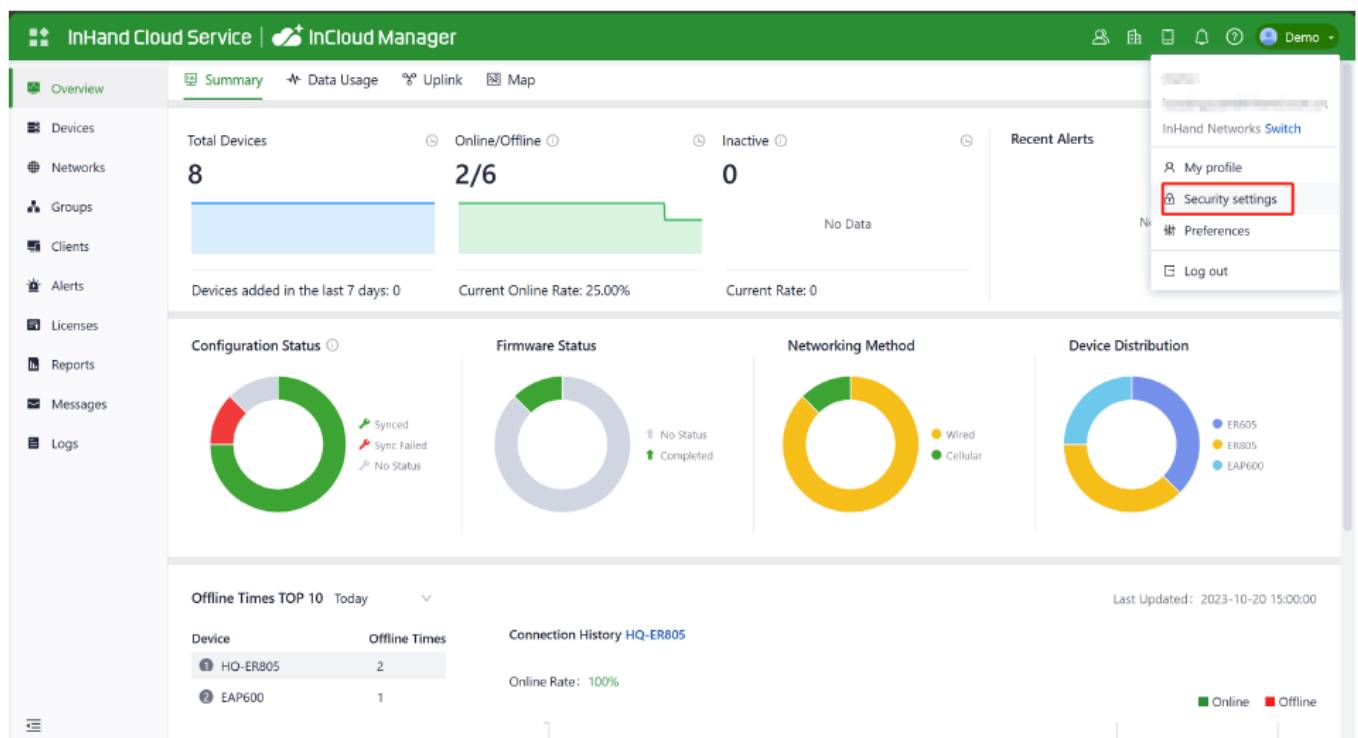 InHand Cloud Service | InCloud Manager
Demo
Overview
Devices
Networks
Groups
Clients
Alerts
Licenses
Reports
Messages
Logs
Summary
Data Usage
Uplink
Map
InHand Networks Switch
My profile
Security settings
Preferences
Log out
Total Devices
8
Devices added in the last 7 days: 0
Online/Offline
2/6
Current Online Rate: 25.00%
Inactive
0
No Data
Current Rate: 0
Recent Alerts
Configuration Status
Synced
Sync Failed
No Status
Firmware Status
No Status
Completed
Networking Method
Wired
Cellular
Device Distribution
ER605
ER805
EAP600
Offline Times TOP 10 Today
Last Updated: 2023-10-20 15:00:00
Device Offline Times
1 HQ-ER805 2
2 EAP600 1
Connection History HQ-ER805
Online Rate: 100%
Online Offline